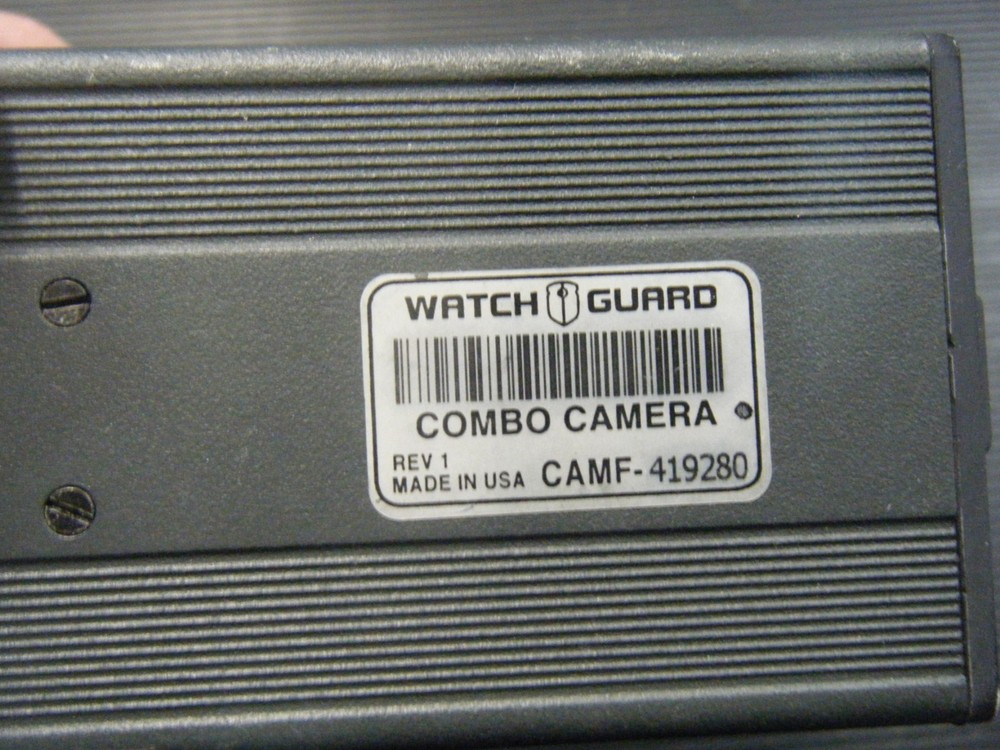 WATCH GUARD
COMBO CAMERA
REV 1
MADE IN USA CAMF-419280